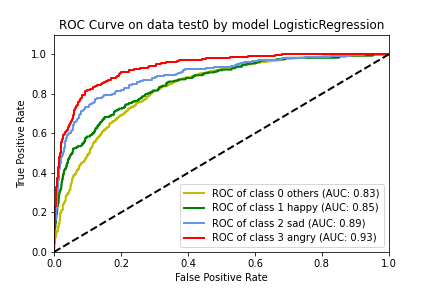 ROC Curve on data test0 by model LogisticRegression
True Positive Rate
1.0
0.8
0.6
0.4
0.2
0.0
ROC of class 0 others (AUC: 0.83)
ROC of class 1 happy (AUC: 0.85)
ROC of class 2 sad (AUC: 0.89)
ROC of class 3 angry (AUC: 0.93)
0.0 0.2 0.4 0.6 0.8 1.0
False Positive Rate